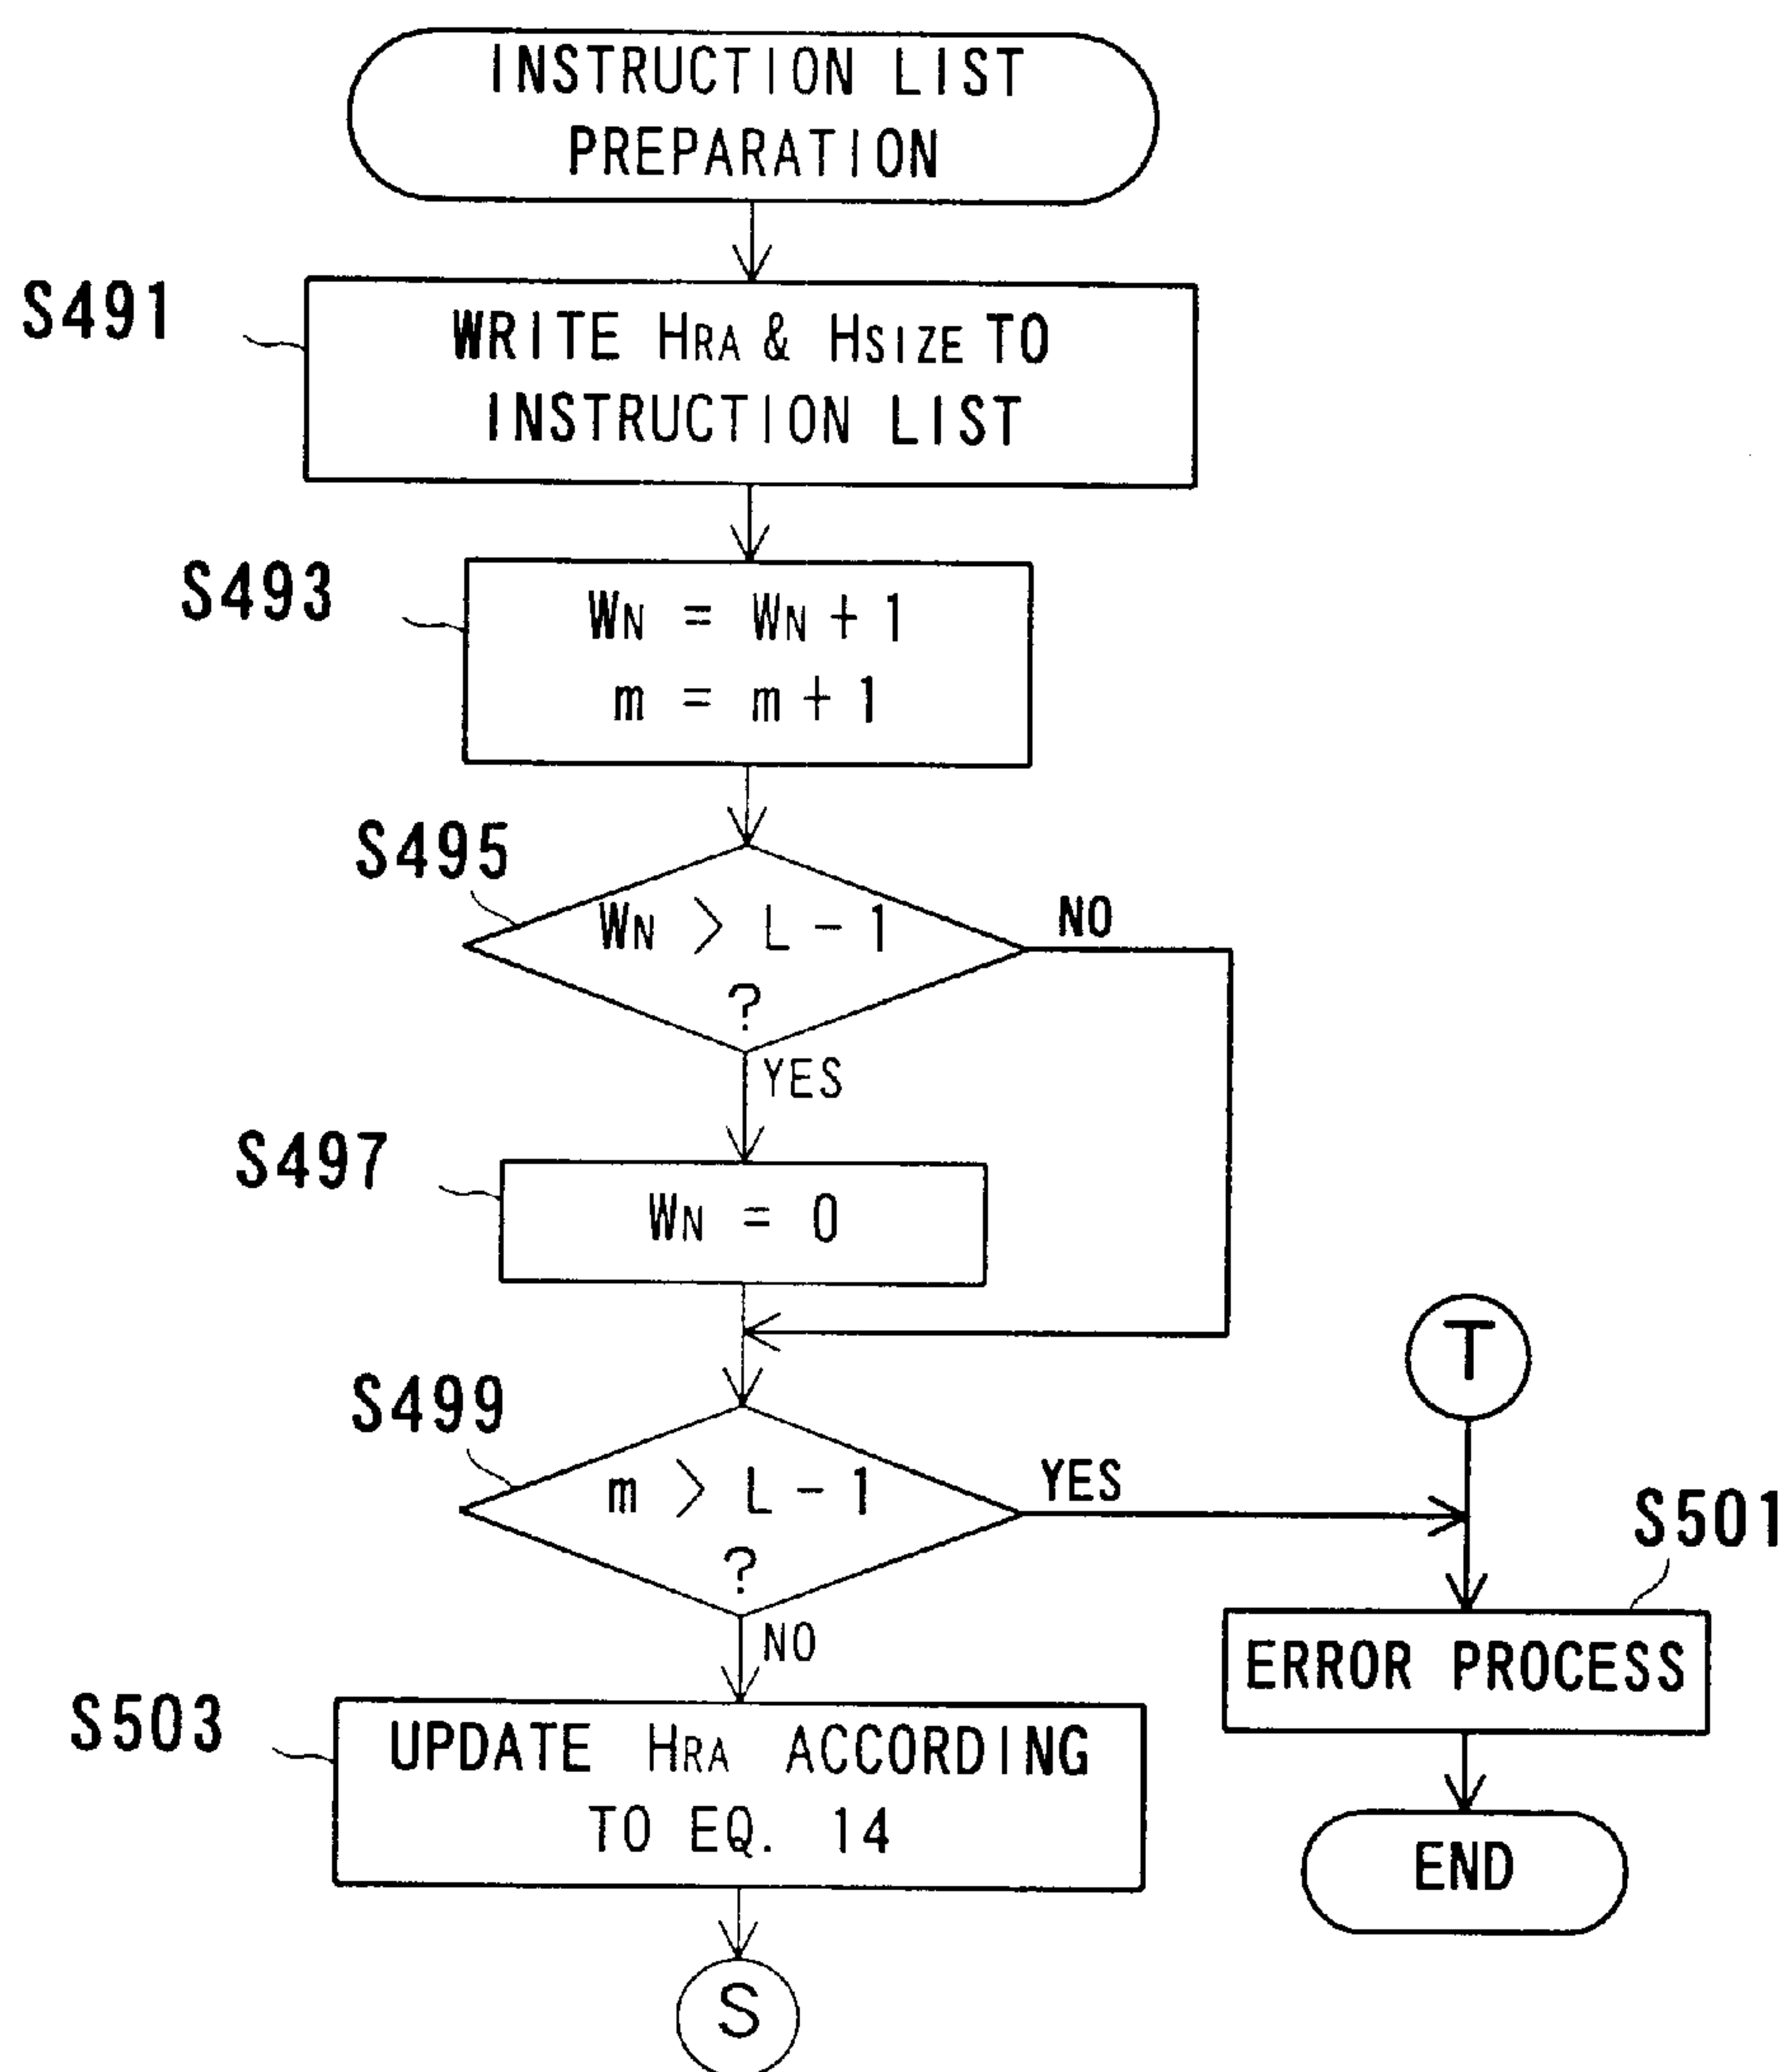 INSTRUCTION LIST
PREPARATION
S491
WRITE HRA & HSIZE TO
INSTRUCTION LIST
S493
WN = WN + 1
m = m + 1
S495
WN > L - 1
?
NO
YES
S497
WN = 0
T
S499
m > L - 1
?
YES
NO
S501
ERROR PROCESS
S503
UPDATE HRA ACCORDING
TO EQ. 14
END
S